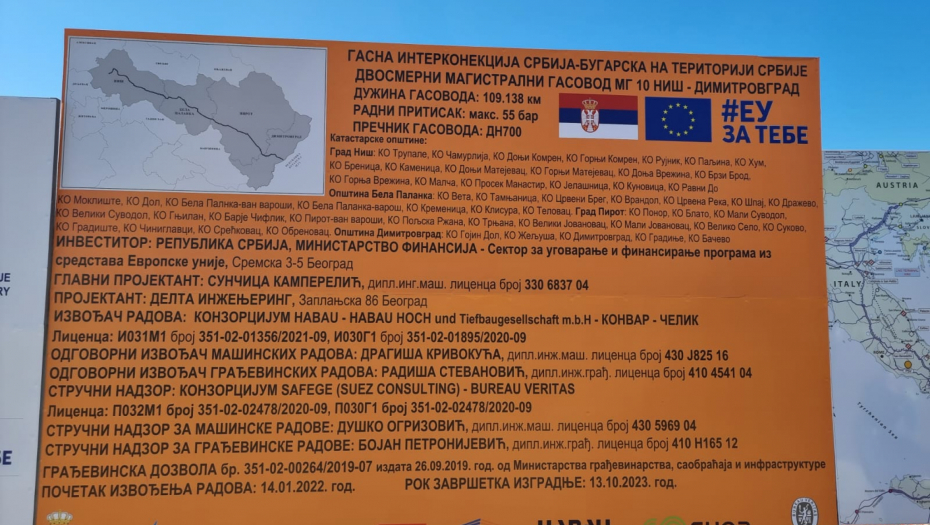 ГАСНА ИНТЕРКОНЕКЦИЈА СРБИЈА-БУГАРСКА НА ТЕРИТОРИЈИ СРБИЈЕ
ДВОСМЕРНИ МАГИСТРАЛНИ ГАСОВОД МГ 10 НИШ - ДИМИТРОВГРАД
ДУЖИНА ГАСОВОДА: 109.138 км
РАДНИ ПРИТИСАК: макс. 55 бар
ПРЕЧНИК ГАСОВОДА: ДН700
#ЕУ
ЗА ТЕБЕ
Катастарске општине:
Град Ниш: КО Трупале, КО Чамурлија, КО Доњи Комрен, КО Горњи Комрен, КО Рујник, КО Паљина, КО Хум,
КО Бреница, КО Каменица, КО Доњи Матејевац, КО Горњи Матејевац, КО Доња Врежина, КО Брзи Брод,
КО Горња Врежина, КО Малча, КО Просек Манастир, КО Јелашница, КО Куновица, КО Равни До
Општина Бела Паланка: КО Вета, КО Тамњаница, КО Црвени Брег, КО Врандол, КО Црвена Река, КО Шпај, КО Дражево,
КО Моклиште, КО Дол, КО Бела Палнка-ван вароши, КО Бела Паланка-варош, КО Кременица, КО Клисура, КО Теловац. Град Пирот: КО Понор, КО Блато, КО Мали Суводол,
КО Велики Суводол, КО Гњилан, КО Барје Чифлик, КО Пирот-ван вароши, КО Пољска Ржана, КО Трњана, КО Велики Јовановац, КО Мали Јовановац, КО Велико Село, КО Суково,
КО Градиште, КО Чиниглавци, КО Срећковац, КО Обреновац. Општина Димитровград: КО Гојин Дол, КО Жељуша, КО Димитровград, КО Градиње, КО Бачево
ИНВЕСТИТОР: РЕПУБЛИКА СРБИЈА, МИНИСТАРСТВО ФИНАНСИЈА - Сектор за уговарање и финансирање програма из
средстава Европске уније, Сремска 3-5 Београд
ГЛАВНИ ПРОЈЕКТАНТ: СУНЧИЦА КАМПЕРЕЛИЋ, дипл.инг.маш. лиценца број 330 6837 04
ПРОЈЕКТАНТ: ДЕЛТА ИНЖЕЊЕРИНГ, Заплањска 86 Београд
ИЗВОЂАЧ РАДОВА: КОНЗОРЦИЈУМ HABAU - HABAU HOCH und Tiefbaugesellschaft m.b.H - КОНВАР - ЧЕЛИК
Лиценца: И031М1 број 351-02-01356/2021-09, И030Г1 број 351-02-01895/2020-09
ОДГОВОРНИ ИЗВОЂАЧ МАШИНСКИХ РАДОВА: ДРАГИША КРИВОКУЋА, дипл.инж.маш. лиценца број 430 Ј825 16
ОДГОВОРНИ ИЗВОЂАЧ ГРАЂЕВИНСКИХ РАДОВА: РАДИША СТЕВАНОВИЋ, дипл.инж.грађ. лиценца број 410 4541 04
СТРУЧНИ НАДЗОР: КОНЗОРЦИЈУМ SAFEGE (SUEZ CONSULTING) - BUREAU VERITAS
Лиценца: П032М1 број 351-02-02478/2020-09, П030Г1 број 351-02-02478/2020-09
СТРУЧНИ НАДЗОР ЗА МАШИНСКЕ РАДОВЕ: ДУШКО ОГРИЗОВИЋ, дипл.инж.маш. лиценца број 430 5969 04
СТРУЧНИ НАДЗОР ЗА ГРАЂЕВИНСКЕ РАДОВЕ: БОЈАН ПЕТРОНИЈЕВИЋ, дипл.инж.грађ. лиценца број 410 Н165 12
ГРАЂЕВИНСКА ДОЗВОЛА бр. 351-02-00264/2019-07 издата 26.09.2019. год. од Министарства грађевинарства, саобраћаја и инфраструктуре
ПОЧЕТАК ИЗВОЂЕЊА РАДОВА: 14.01.2022. год. РОК ЗАВРШЕТКА ИЗГРАДЊЕ: 13.10.2023. год.
AUSTRIA
ITALY